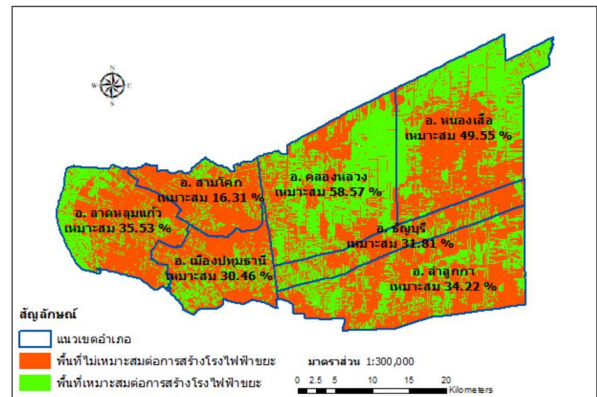 N
W E
S
อ. หนองเสือ
เหมาะสม 49.55 %
อ. คลองหลวง
เหมาะสม 58.57 %
อ. สามโคก
เหมาะสม 16.31 %
อ. ลาดหลุมแก้ว
เหมาะสม 35.53 %
อ. ธัญบุรี
เหมาะสม 31.81 %
อ. เมืองปทุมธานี
เหมาะสม 30.46 %
อ. ลำลูกกา
เหมาะสม 34.22 %
สัญลักษณ์
แนวเขตอำเภอ
พื้นที่ไม่เหมาะสมต่อการสร้างโรงไฟฟ้าขยะ
พื้นที่เหมาะสมต่อการสร้างโรงไฟฟ้าขยะ
มาตราส่วน 1:300,000
0 2.5 5 10 15 20
Kilometers